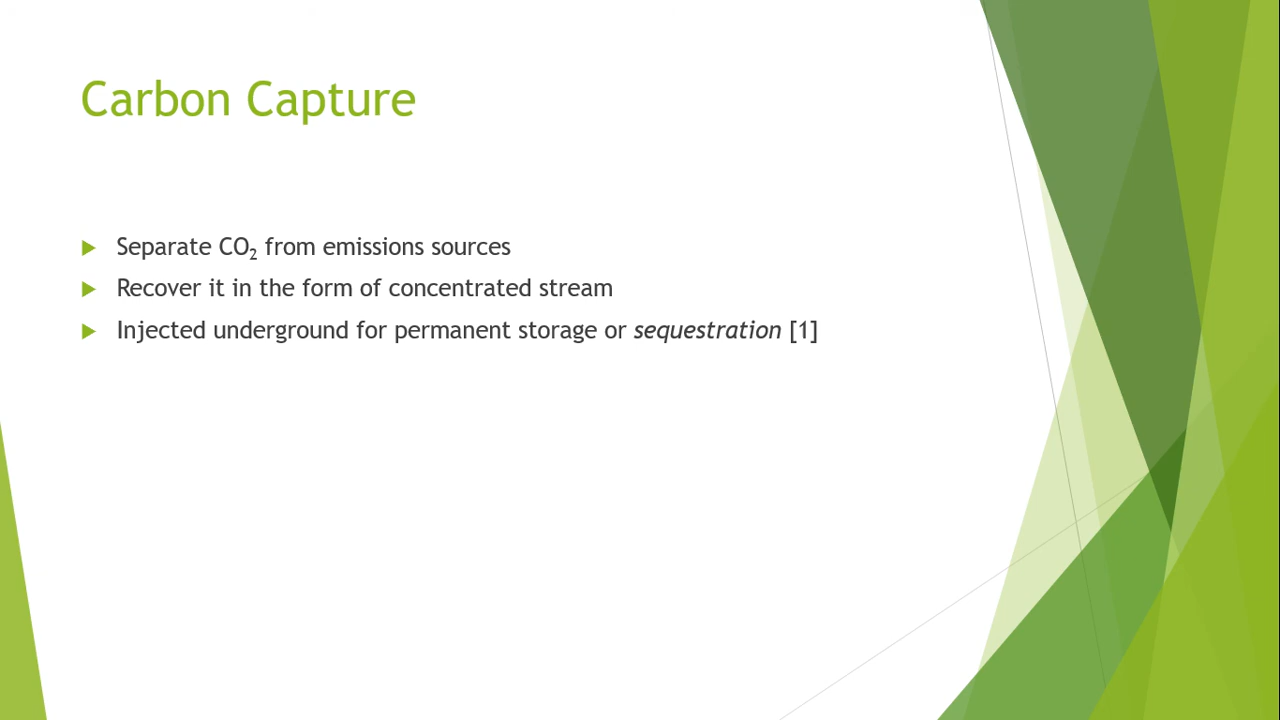 Carbon Capture
Separate CO₂ from emissions sources
Recover it in the form of concentrated stream
Injected underground for permanent storage or sequestration [1]